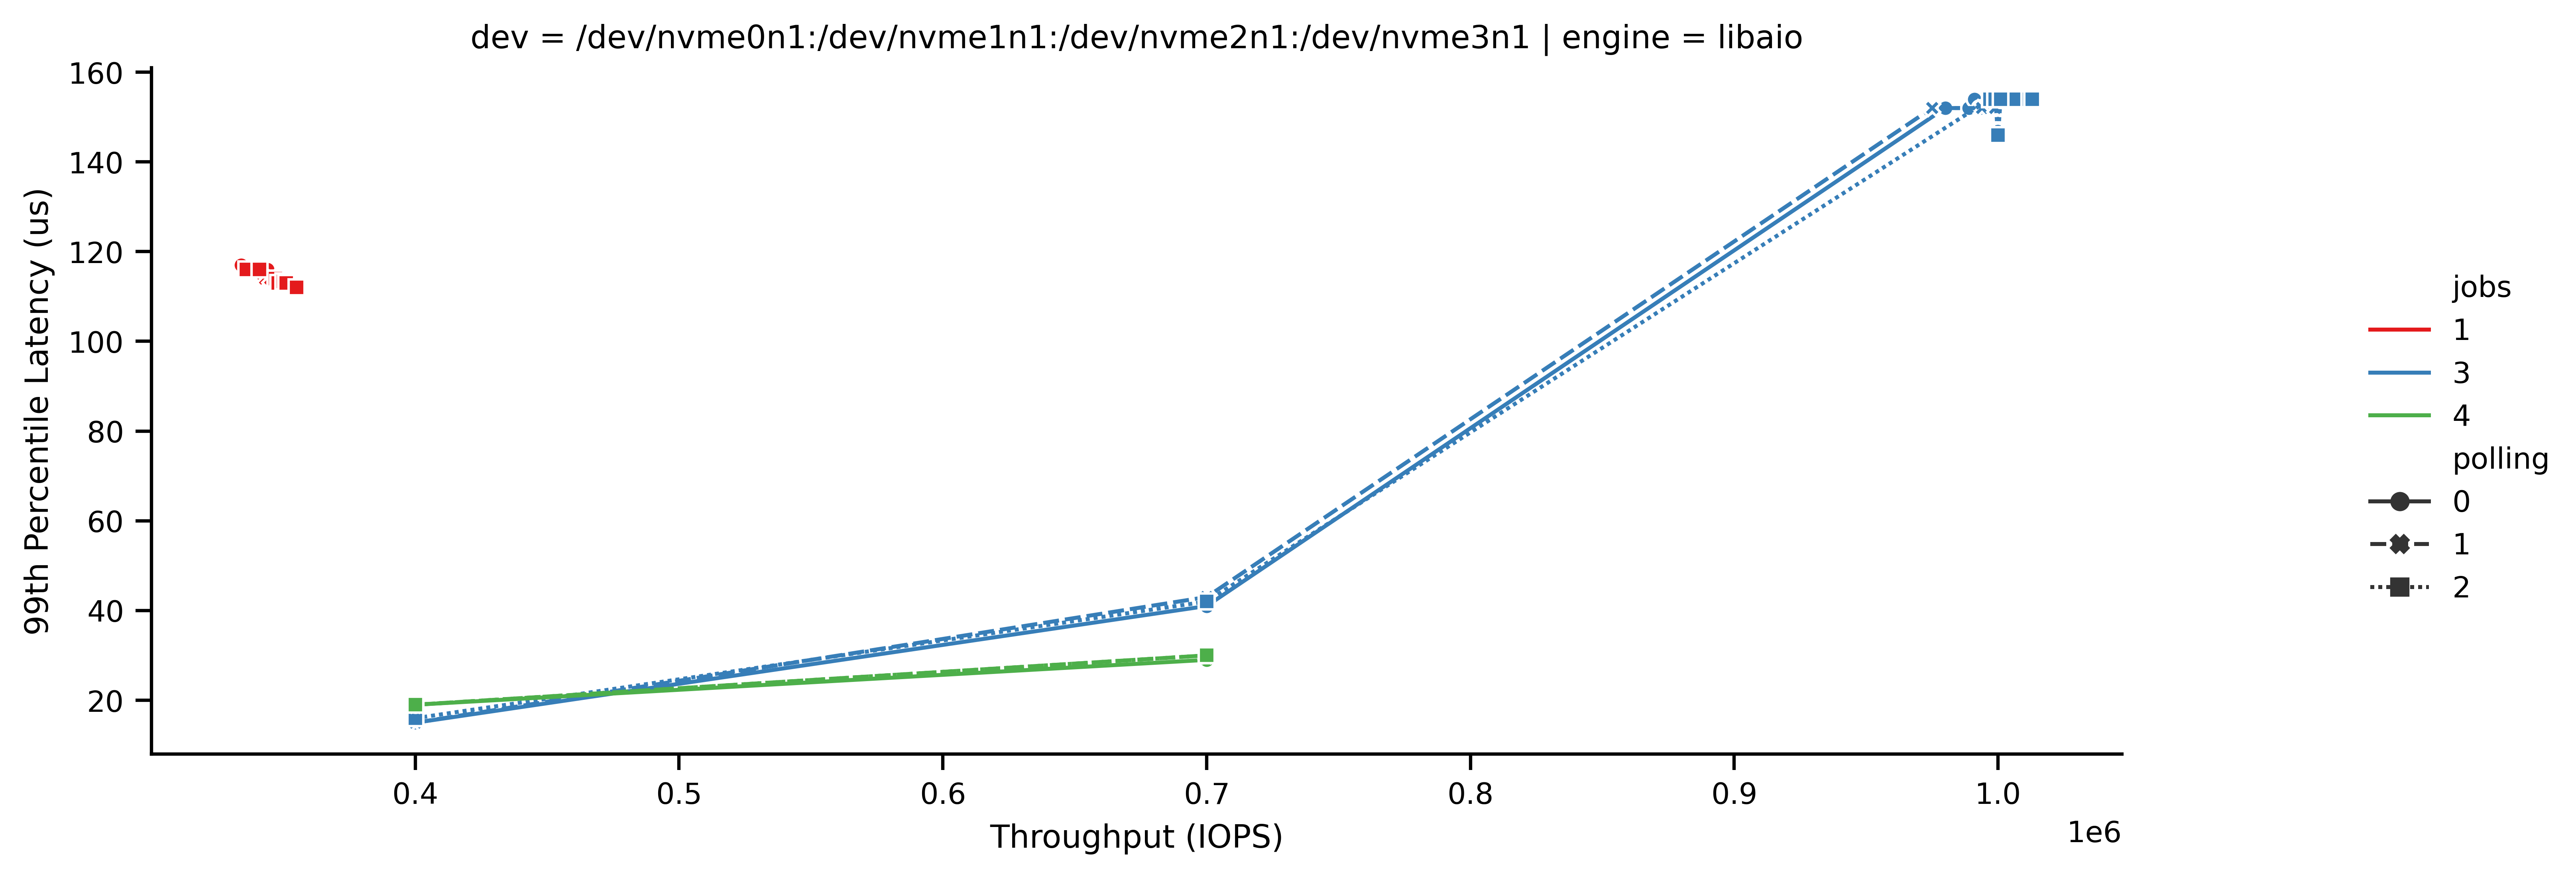 dev = /dev/nvme0n1:/dev/nvme1n1:/dev/nvme2n1:/dev/nvme3n1 | engine = libaio
160
140
120
100
80
60
40
20
99th Percentile Latency (us)
0.4 0.5 0.6 0.7 0.8 0.9 1.0
1e6
Throughput (IOPS)
jobs
1
3
4
polling
0
1
2